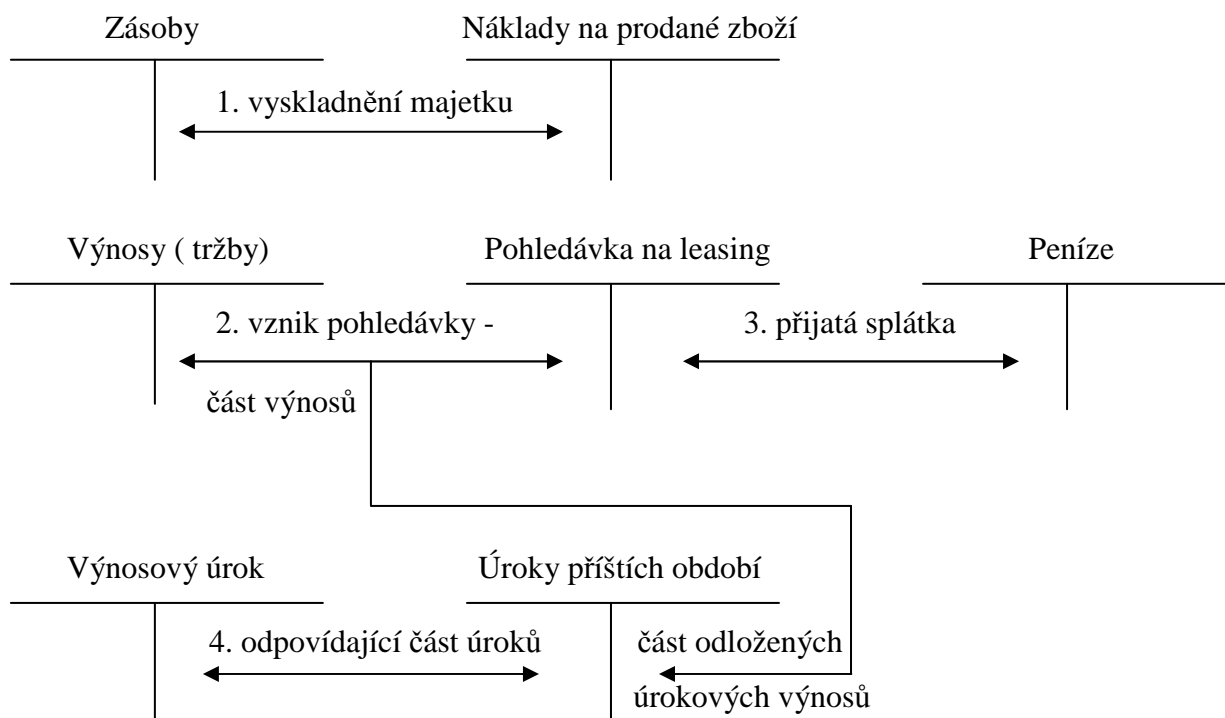 Zásoby
Náklady na prodané zboží
1. vyskladnění majetku
Výnosy ( tržby)
Pohledávka na leasing
Peníze
2. vznik pohledávky -
3. přijatá splátka
část výnosů
Výnosový úrok
Úroky příštích období
4. odpovídající část úroků
část odložených
úrokových výnosů